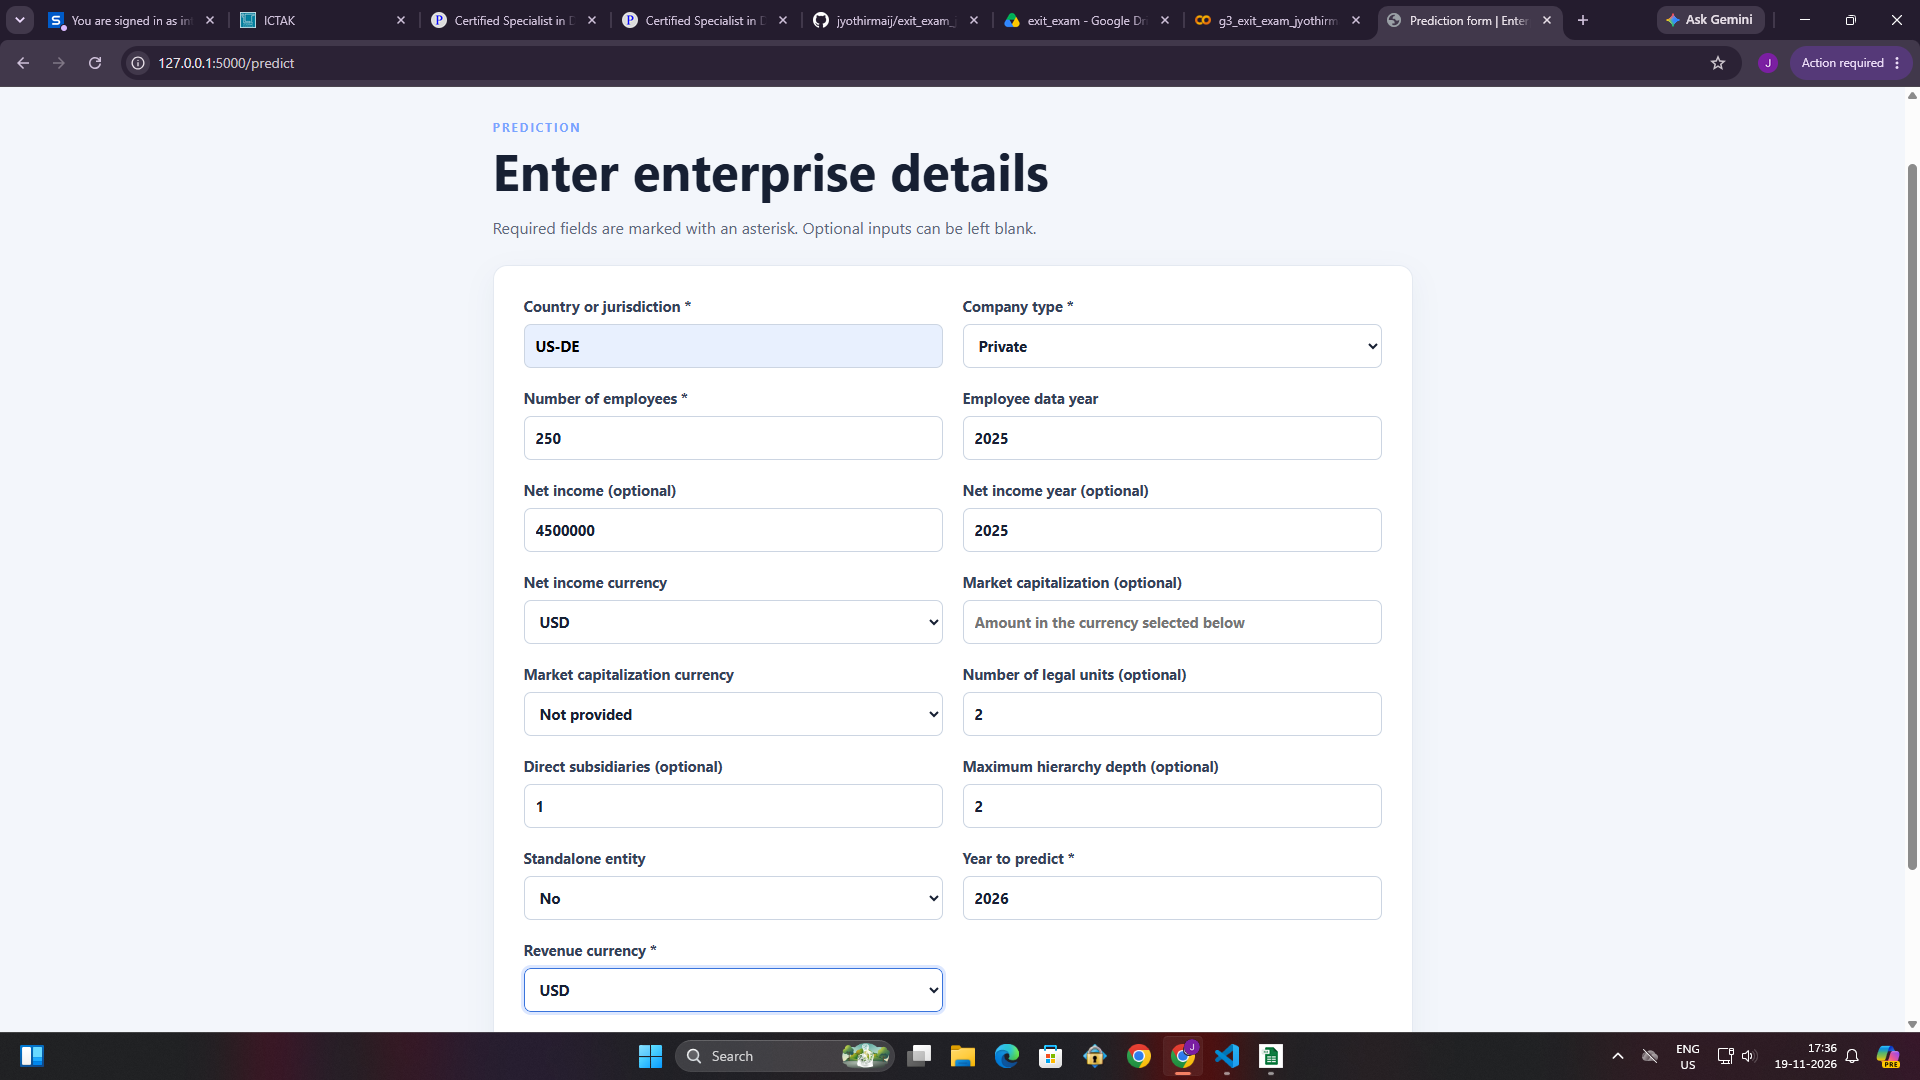 You are signed in as in
ICTAK
Certified Specialist in D
Certified Specialist in D
jyothirmaij/exit_exam_j
exit_exam - Google Dri
g3_exit_exam_jyothirm
Prediction form | Enter
Ask Gemini
127.0.0.1:5000/predict
J
Action required
PREDICTION
Enter enterprise details
Required fields are marked with an asterisk. Optional inputs can be left blank.
Country or jurisdiction *
Company type *
US-DE
Private
Number of employees *
Employee data year
250
2025
Net income (optional)
Net income year (optional)
4500000
2025
Net income currency
Market capitalization (optional)
USD
Amount in the currency selected below
Market capitalization currency
Number of legal units (optional)
Not provided
2
Direct subsidiaries (optional)
Maximum hierarchy depth (optional)
1
2
Standalone entity
Year to predict *
No
2026
Revenue currency *
USD
Search
ENG
US
17:36
19-11-2026